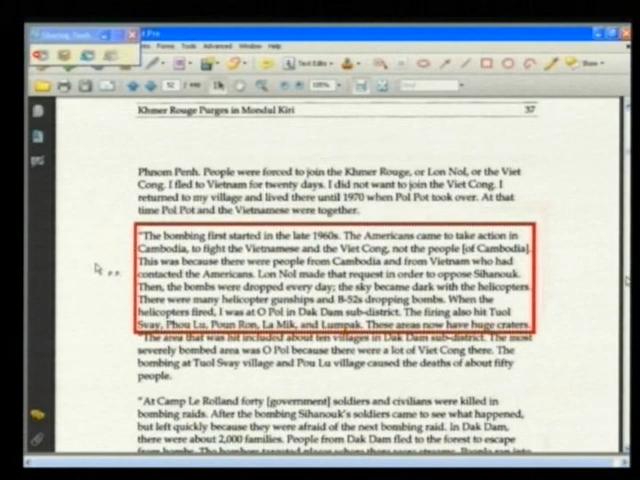 Forms Tools Advanced Window Help
Khmer Rouge Purges in Mondul Kiri 37
Phnom Penh. People were forced to join the Khmer Rouge, or Lon Nol, or the Viet
Cong. I fled to Vietnam for twenty days. I did not want to join the Viet Cong. I
returned to my village and lived there until 1970 when Pol Pot took over. At that
time Pol Pot and the Vietnamese were together.
"The bombing first started in the late 1960s. The Americans came to take action in
Cambodia, to fight the Vietnamese and the Viet Cong, not the people [of Cambodia].
This was because there were people from Cambodia and from Vietnam who had
contacted the Americans. Lon Nol made that request in order to oppose Sihanouk.
Then, the bombs were dropped every day; the sky became dark with the helicopters.
There were many helicopter gunships and B-52s dropping bombs. When the
helicopters fired, I was at O Pol in Dak Dam sub-district. The firing also hit Tuol
Svay, Phou Lu, Poun Ron, La Mik, and Lumpak. These areas now have huge craters.
"The area that was hit included about ten villages in Dak Dam sub-district. The most
severely bombed area was O Pol because there were a lot of Viet Cong there. The
bombing at Tuol Svay village and Pou Lu village caused the deaths of about fifty
people.
"At Camp Le Rolland forty [government] soldiers and civilians were killed in
bombing raids. After the bombing Sihanouk's soldiers came to see what happened,
but left quickly because they were afraid of the next bombing raid. In Dak Dam,
there were about 2,000 families. People from Dak Dam fled to the forest to escape